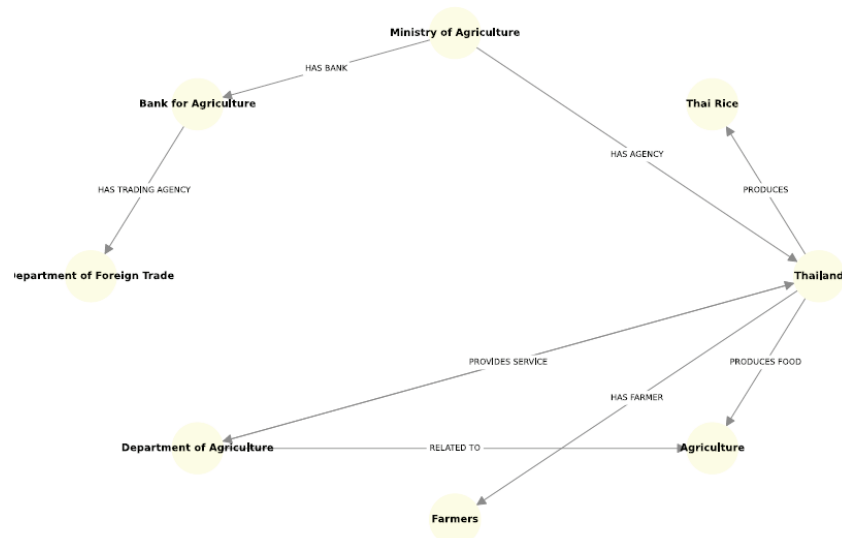 Ministry of Agriculture
HAS BANK
Bank for Agriculture
Thai Rice
HAS AGENCY
HAS TRADING AGENCY
PRODUCES
epartment of Foreign Trade
Thailand
PROVIDES SERVICE
PRODUCES FOOD
HAS FARMER
Department of Agriculture
RELATED TO
Agriculture
Farmers